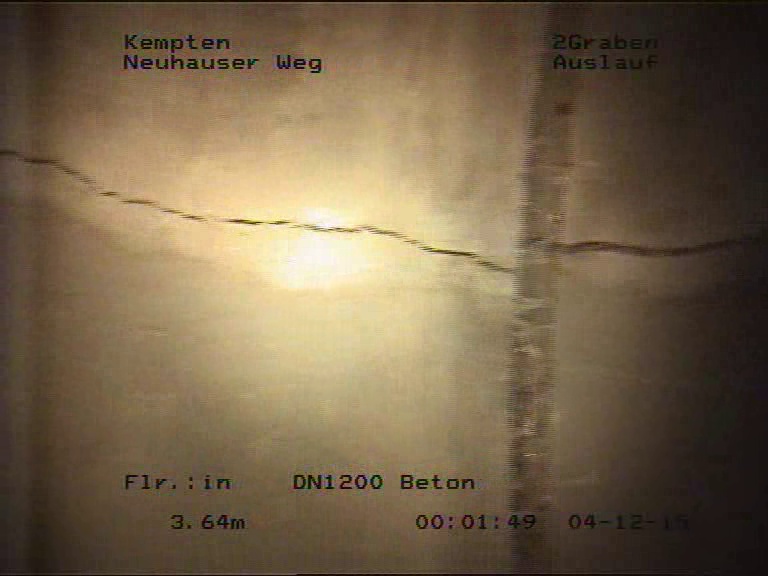 Kempten
Neuhauser Weg
2Graben
Auslauf
Flr.:in DN1200 Beton
3.64m 00:01:49 04-12-15